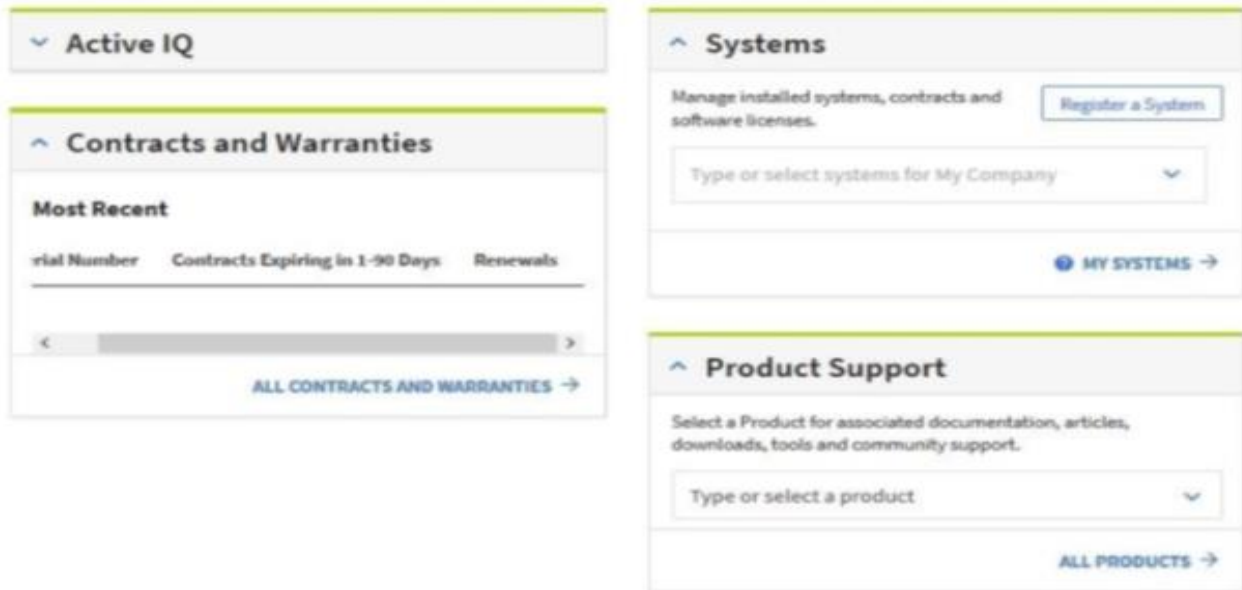 Active IQ
Contracts and Warranties
Most Recent
rial Number Contracts Expiring in 1-90 Days Renewals
ALL CONTRACTS AND WARRANTIES →
Systems
Manage installed systems, contracts and
software licenses.
Register a System
Type or select systems for My Company
? MY SYSTEMS →
Product Support
Select a Product for associated documentation, articles,
downloads, tools and community support.
Type or select a product
ALL PRODUCTS →